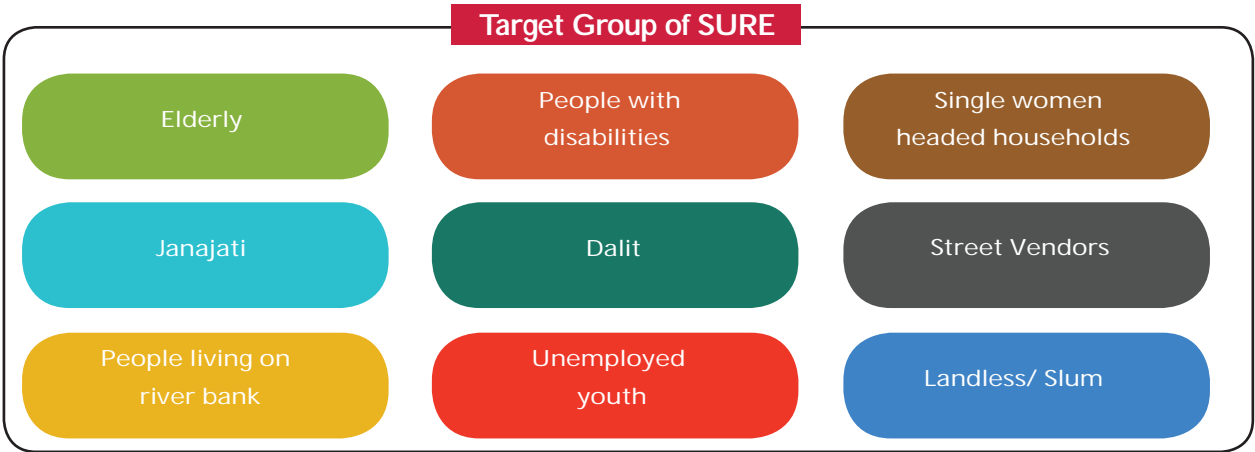 Target Group of SURE
Elderly
People with
disabilities
Single women
headed households
Janajati
Dalit
Street Vendors
People living on
river bank
Unemployed
youth
Landless/ Slum